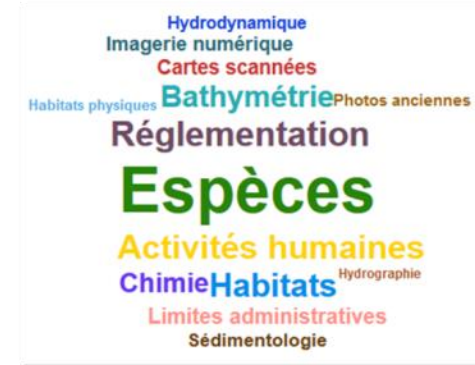 Hydrodynamique
Imagerie numérique
Cartes scannées
Habitats physiques Bathymétrie Photos anciennes
Réglementation
Espèces
Activités humaines
Chimie Habitats Hydrographie
Limites administratives
Sédimentologie